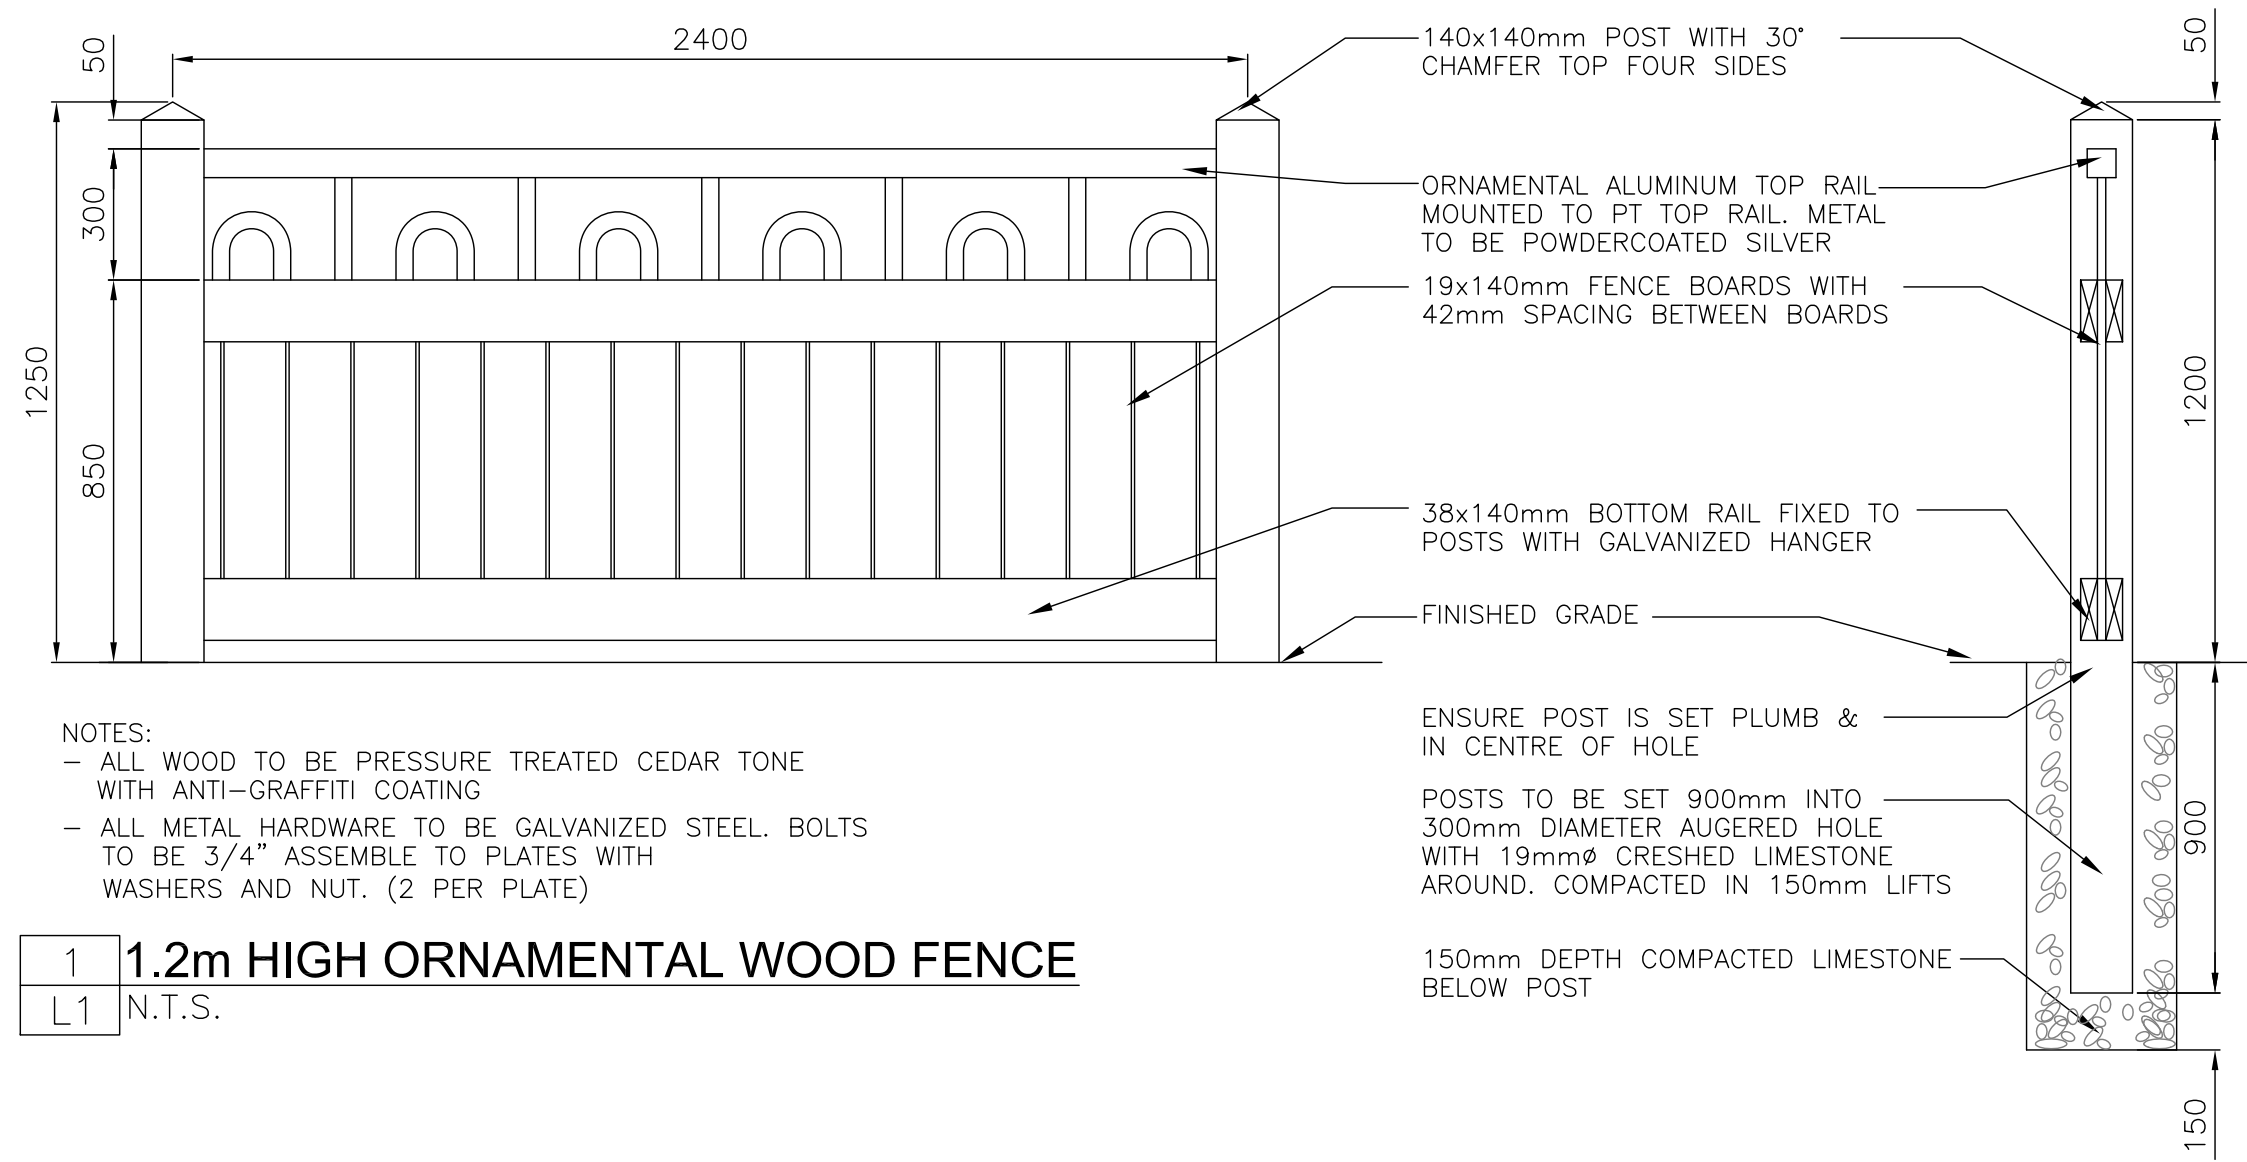 2400
50
300
850
1250
140x140mm POST WITH 30°
CHAMFER TOP FOUR SIDES
ORNAMENTAL ALUMINUM TOP RAIL
MOUNTED TO PT TOP RAIL. METAL
TO BE POWDERCOATED SILVER
19x140mm FENCE BOARDS WITH
42mm SPACING BETWEEN BOARDS
38x140mm BOTTOM RAIL FIXED TO
POSTS WITH GALVANIZED HANGER
FINISHED GRADE
ENSURE POST IS SET PLUMB &
IN CENTRE OF HOLE
POSTS TO BE SET 900mm INTO
300mm DIAMETER AUGERED HOLE
WITH 19mmø CRESHED LIMESTONE
AROUND. COMPACTED IN 150mm LIFTS
150mm DEPTH COMPACTED LIMESTONE
BELOW POST
50
1200
900
150
NOTES:
– ALL WOOD TO BE PRESSURE TREATED CEDAR TONE
WITH ANTI–GRAFFITI COATING
– ALL METAL HARDWARE TO BE GALVANIZED STEEL. BOLTS
TO BE 3/4" ASSEMBLE TO PLATES WITH
WASHERS AND NUT. (2 PER PLATE)
1 1.2m HIGH ORNAMENTAL WOOD FENCE
L1 N.T.S.